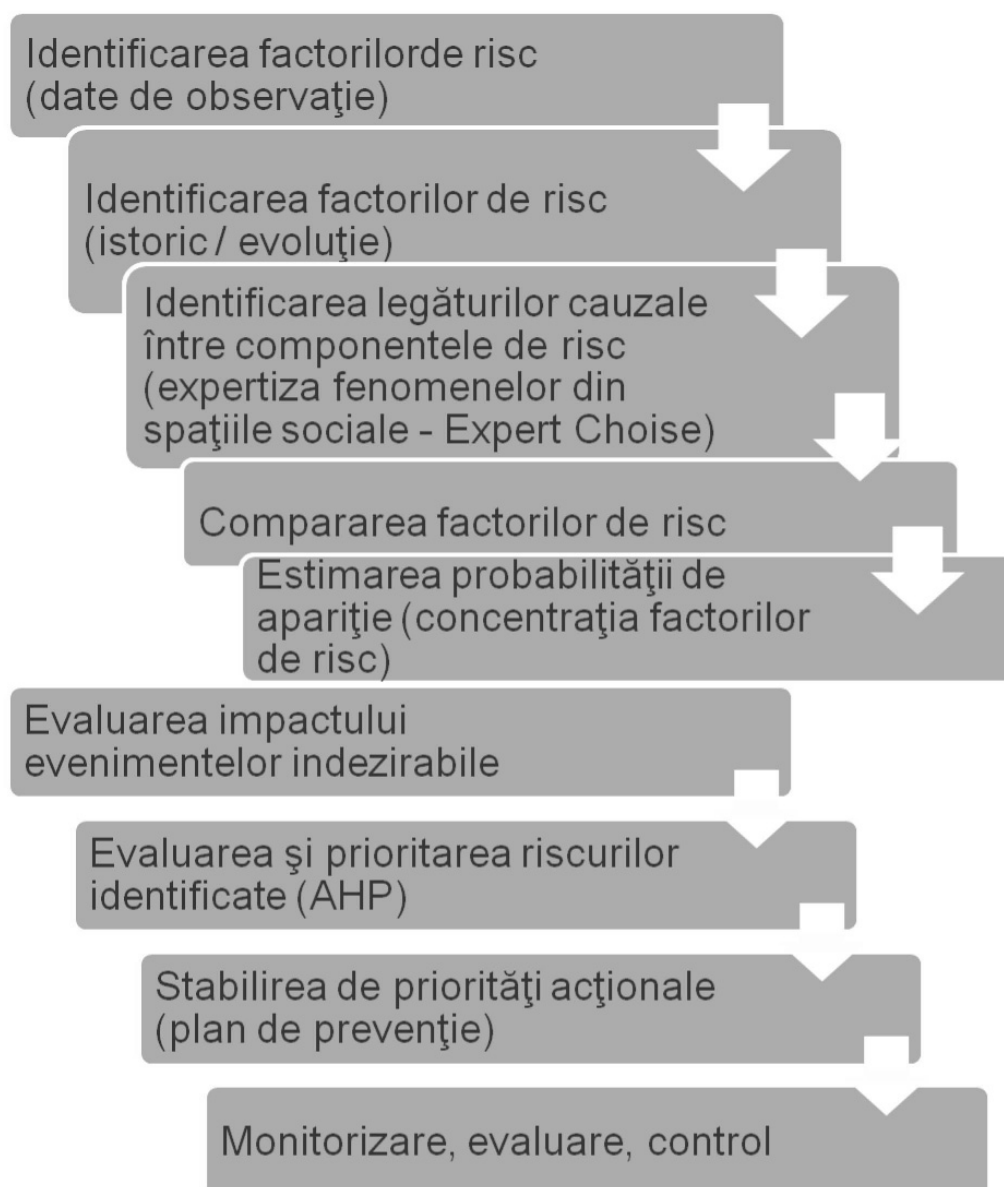 Identificarea factorilorde risc
(date de observaţie)
Identificarea factorilor de risc
(istoric / evoluţie)
Identificarea legăturilor cauzale
între componentele de risc
(expertiza fenomenelor din
spaţiile sociale - Expert Choise)
Compararea factorilor de risc
Estimarea probabilităţii de
apariţie (concentraţia factorilor
de risc)
Evaluarea impactului
evenimentelor indezirabile
Evaluarea şi prioritarea riscurilor
identificate (AHP)
Stabilirea de priorităţi acţionale
(plan de prevenţie)
Monitorizare, evaluare, control